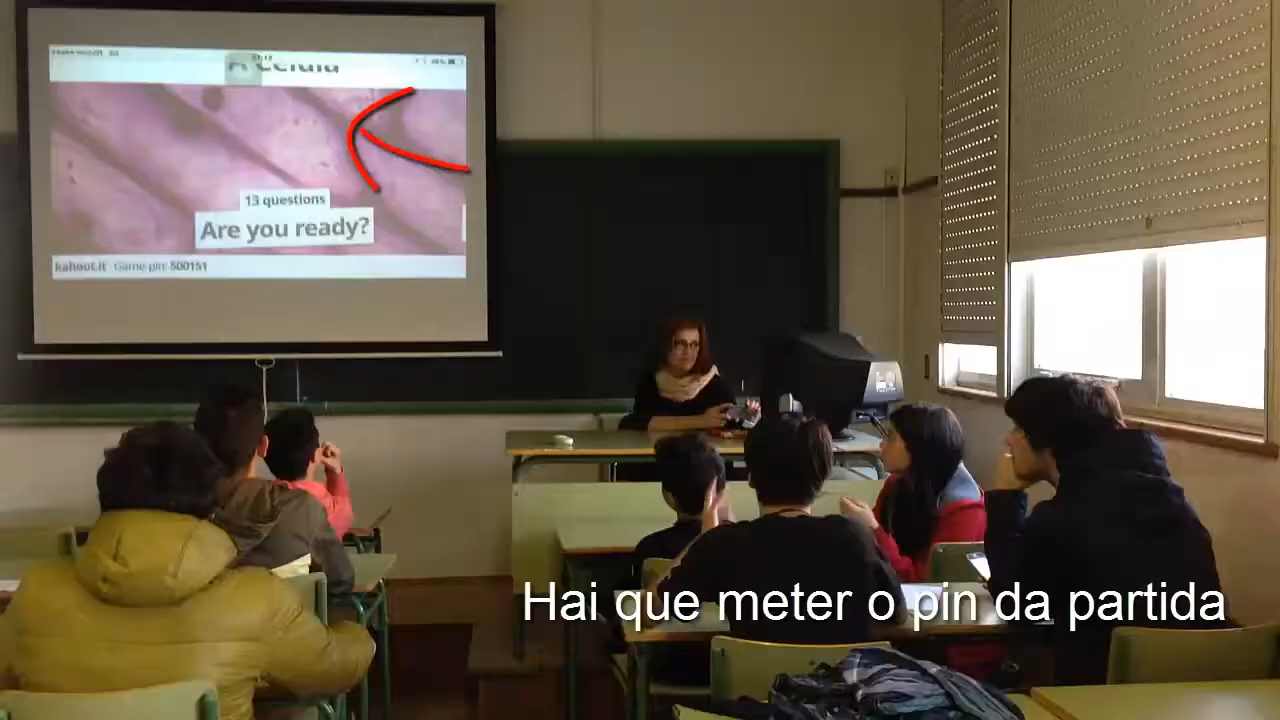 13 questions
Are you ready?
kahoot.it Game pin: 500151
Hai que meter o pin da partida